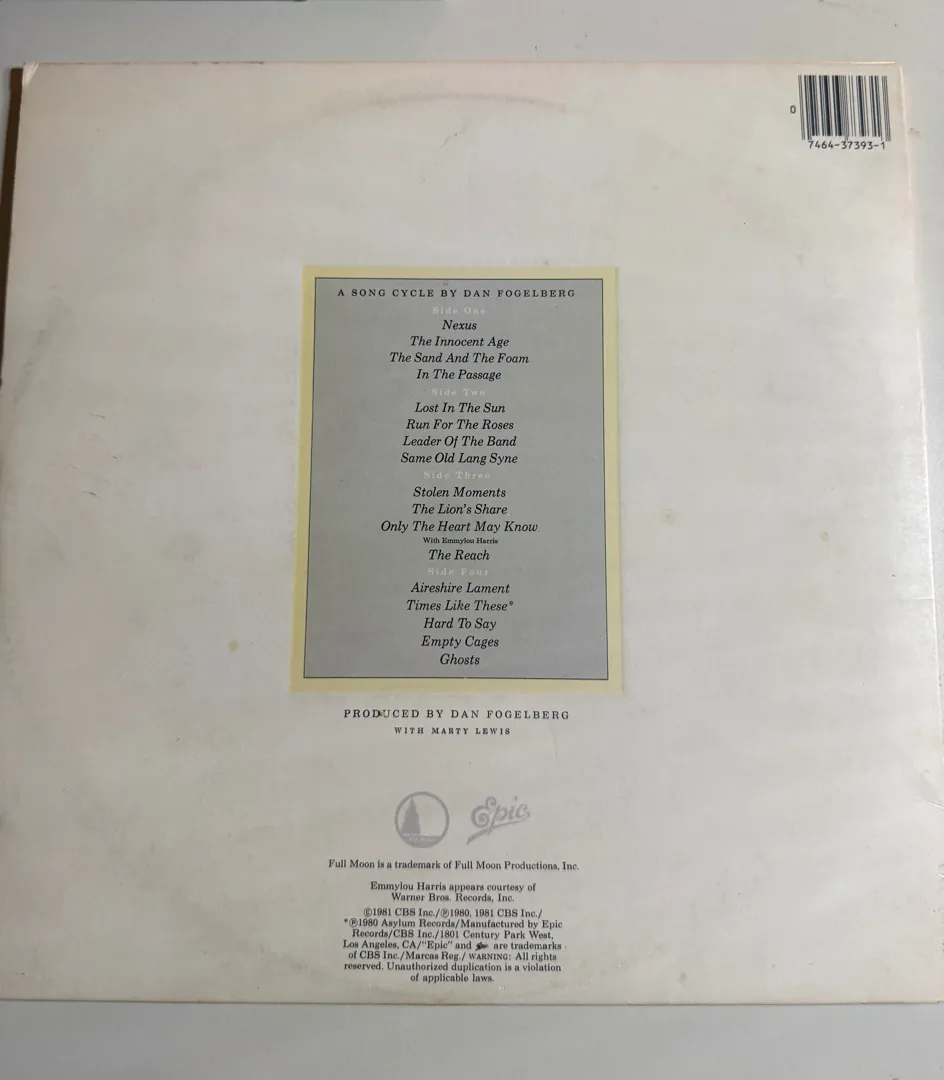 0
7464-37393-1
A SONG CYCLE BY DAN FOGELBERG
Side One
Nexus
The Innocent Age
The Sand And The Foam
In The Passage
Side Two
Lost In The Sun
Run For The Roses
Leader Of The Band
Same Old Lang Syne
Side Three
Stolen Moments
The Lion's Share
Only The Heart May Know
With Emmylou Harris
The Reach
Side Four
Aireshire Lament
Times Like These*
Hard To Say
Empty Cages
Ghosts
PRODUCED BY DAN FOGELBERG
WITH MARTY LEWIS
Epic
Full Moon is a trademark of Full Moon Productions, Inc.
Emmylou Harris appears courtesy of
Warner Bros. Records, Inc.
©1981 CBS Inc./℗1980, 1981 CBS Inc./
*℗1980 Asylum Records/Manufactured by Epic
Records/CBS Inc./1801 Century Park West,
Los Angeles, CA/"Epic" and are trademarks
of CBS Inc./Marcas Reg./ WARNING: All rights
reserved. Unauthorized duplication is a violation
of applicable laws.